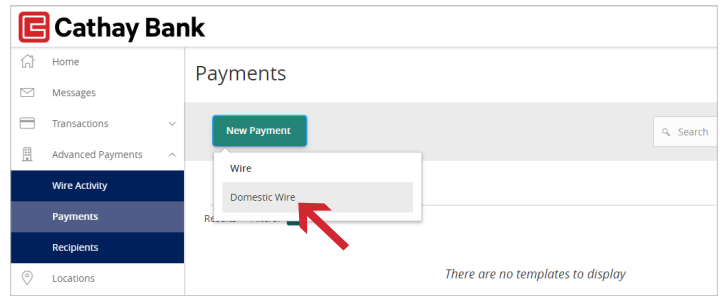 Cathay Bank
Home
Messages
Transactions
Advanced Payments
Wire Activity
Payments
Recipients
Locations
Payments
New Payment
Search
Wire
Domestic Wire
There are no templates to display